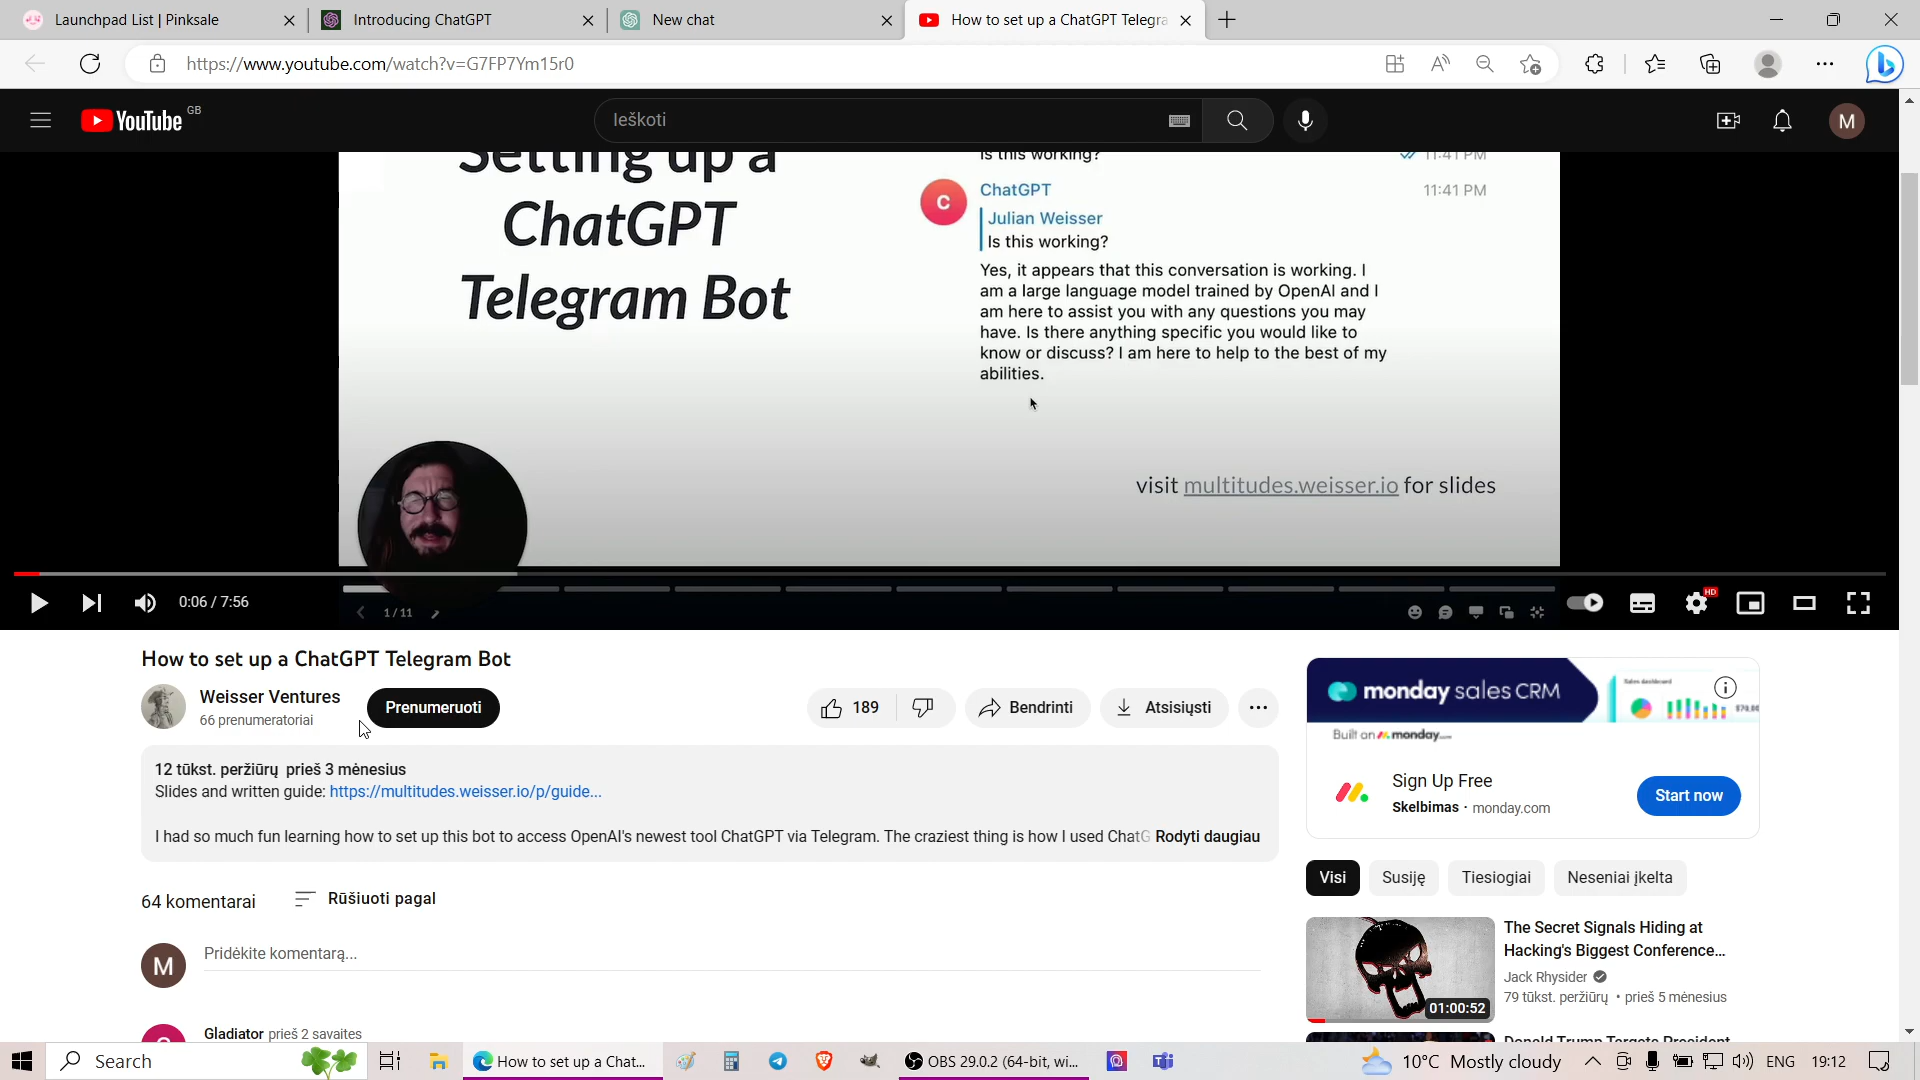 Launchpad List | Pinksale
Introducing ChatGPT
New chat
How to set up a ChatGPT Telegra
https://www.youtube.com/watch?v=G7FP7Ym15r0
YouTube GB
Ieškoti
M
Setting up a
ChatGPT
Telegram Bot
Is this working?
11:41 PM
C
ChatGPT
11:41 PM
Julian Weisser
Is this working?
Yes, it appears that this conversation is working. I
am a large language model trained by OpenAI and I
am here to assist you with any questions you may
have. Is there anything specific you would like to
know or discuss? I am here to help to the best of my
abilities.
visit multitudes.weisser.io for slides
0:06 / 7:56
1 / 11
HD
How to set up a ChatGPT Telegram Bot
Weisser Ventures
66 prenumeratoriai
Prenumeruoti
189
Bendrinti
Atsisiųsti
12 tūkst. peržiūrų prieš 3 mėnesius
Slides and written guide: https://multitudes.weisser.io/p/guide...
I had so much fun learning how to set up this bot to access OpenAI's newest tool ChatGPT via Telegram. The craziest thing is how I used ChatG Rodyti daugiau
64 komentarai
Rūšiuoti pagal
M
Pridėkite komentarą...
Gladiator prieš 2 savaites
monday sales CRM
Sales dashboard
Built on monday.com
Sign Up Free
Skelbimas · monday.com
Start now
Visi
Susiję
Tiesiogiai
Neseniai įkelta
The Secret Signals Hiding at
Hacking's Biggest Conference...
Jack Rhysider
79 tūkst. peržiūrų • prieš 5 mėnesius
01:00:52
Donald Trump Targets President
Search
How to set up a Chat...
OBS 29.0.2 (64-bit, wi...
10°C Mostly cloudy
ENG
19:12